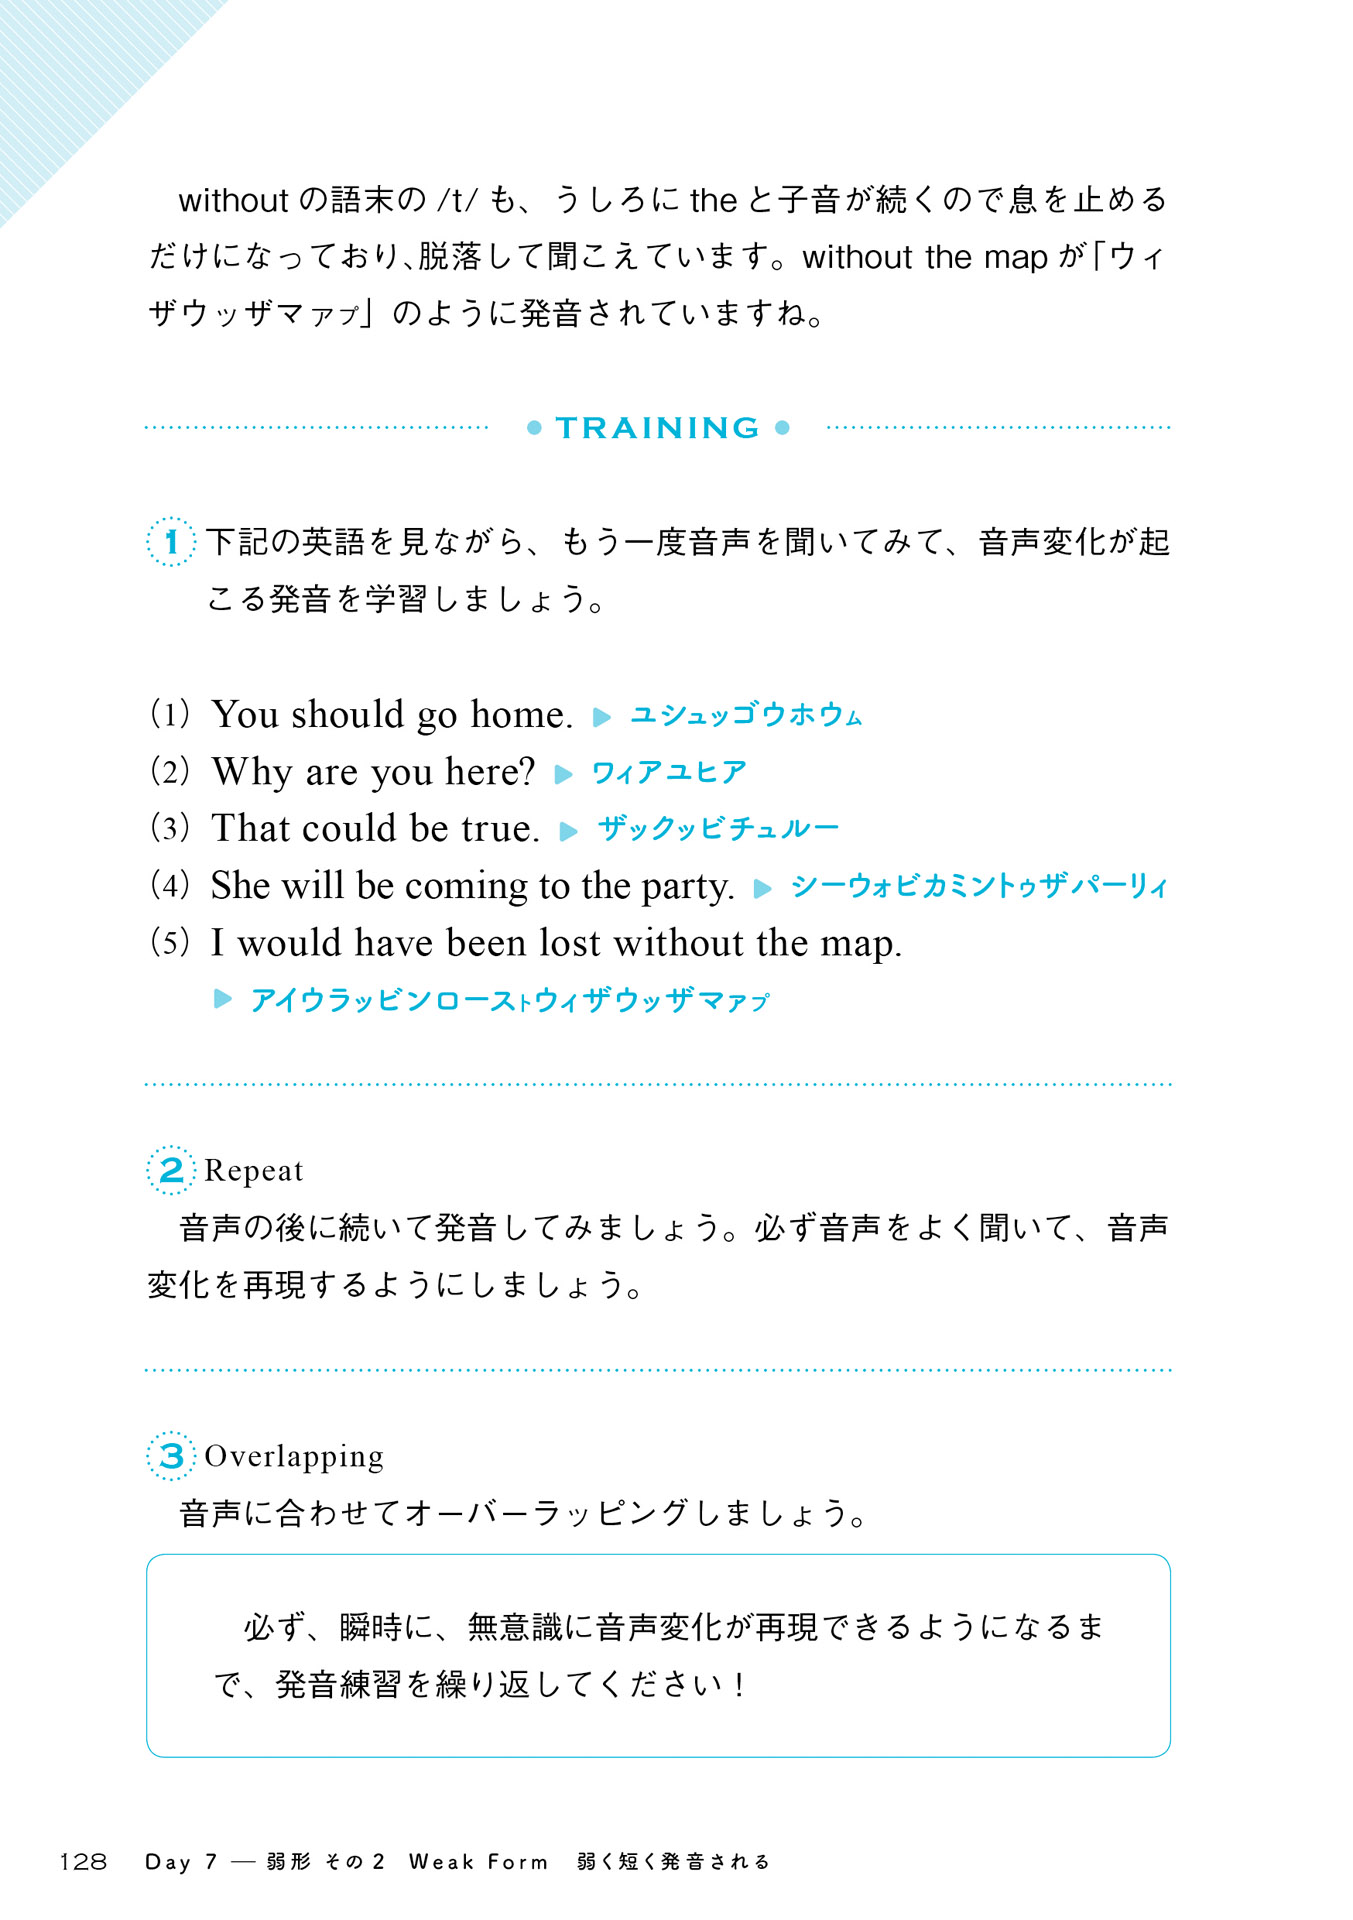 without の語末の /t/ も、うしろに the と子音が続くので息を止める
だけになっており、脱落して聞こえています。without the map が「ウィ
ザウッザマァプ」のように発音されていますね。
TRAINING
1 下記の英語を見ながら、もう一度音声を聞いてみて、音声変化が起
こる発音を学習しましょう。
(1) You should go home. ▶ ユシュッゴウホウム
(2) Why are you here? ▶ ワィアユヒア
(3) That could be true. ▶ ザックッビチュルー
(4) She will be coming to the party. ▶ シーウォビカミントゥザパーリィ
(5) I would have been lost without the map.
▶ アイウラッビンローストウィザウッザマァプ
2 Repeat
音声の後に続いて発音してみましょう。必ず音声をよく聞いて、音声
変化を再現するようにしましょう。
3 Overlapping
音声に合わせてオーバーラッピングしましょう。
必ず、瞬時に、無意識に音声変化が再現できるようになるま
で、発音練習を繰り返してください！
128 Day 7 — 弱形 その2 Weak Form 弱く短く発音される